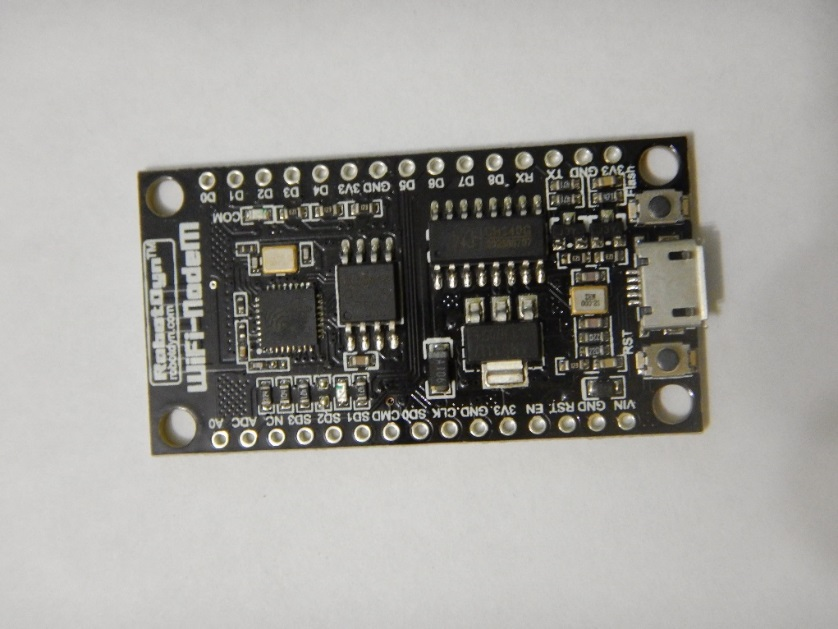 D0 D1 D2 D3 D4 3V3 GND D5 D6 D7 D8 RX TX GND 3V3
COM
Flash
RobotDyn™
robotdyn.com
WiFi-NodeM
RST
A0 ADC NC SD3 SD2 SD1 CMD SD0 CLK GND 3V3 EN RST GND VIN